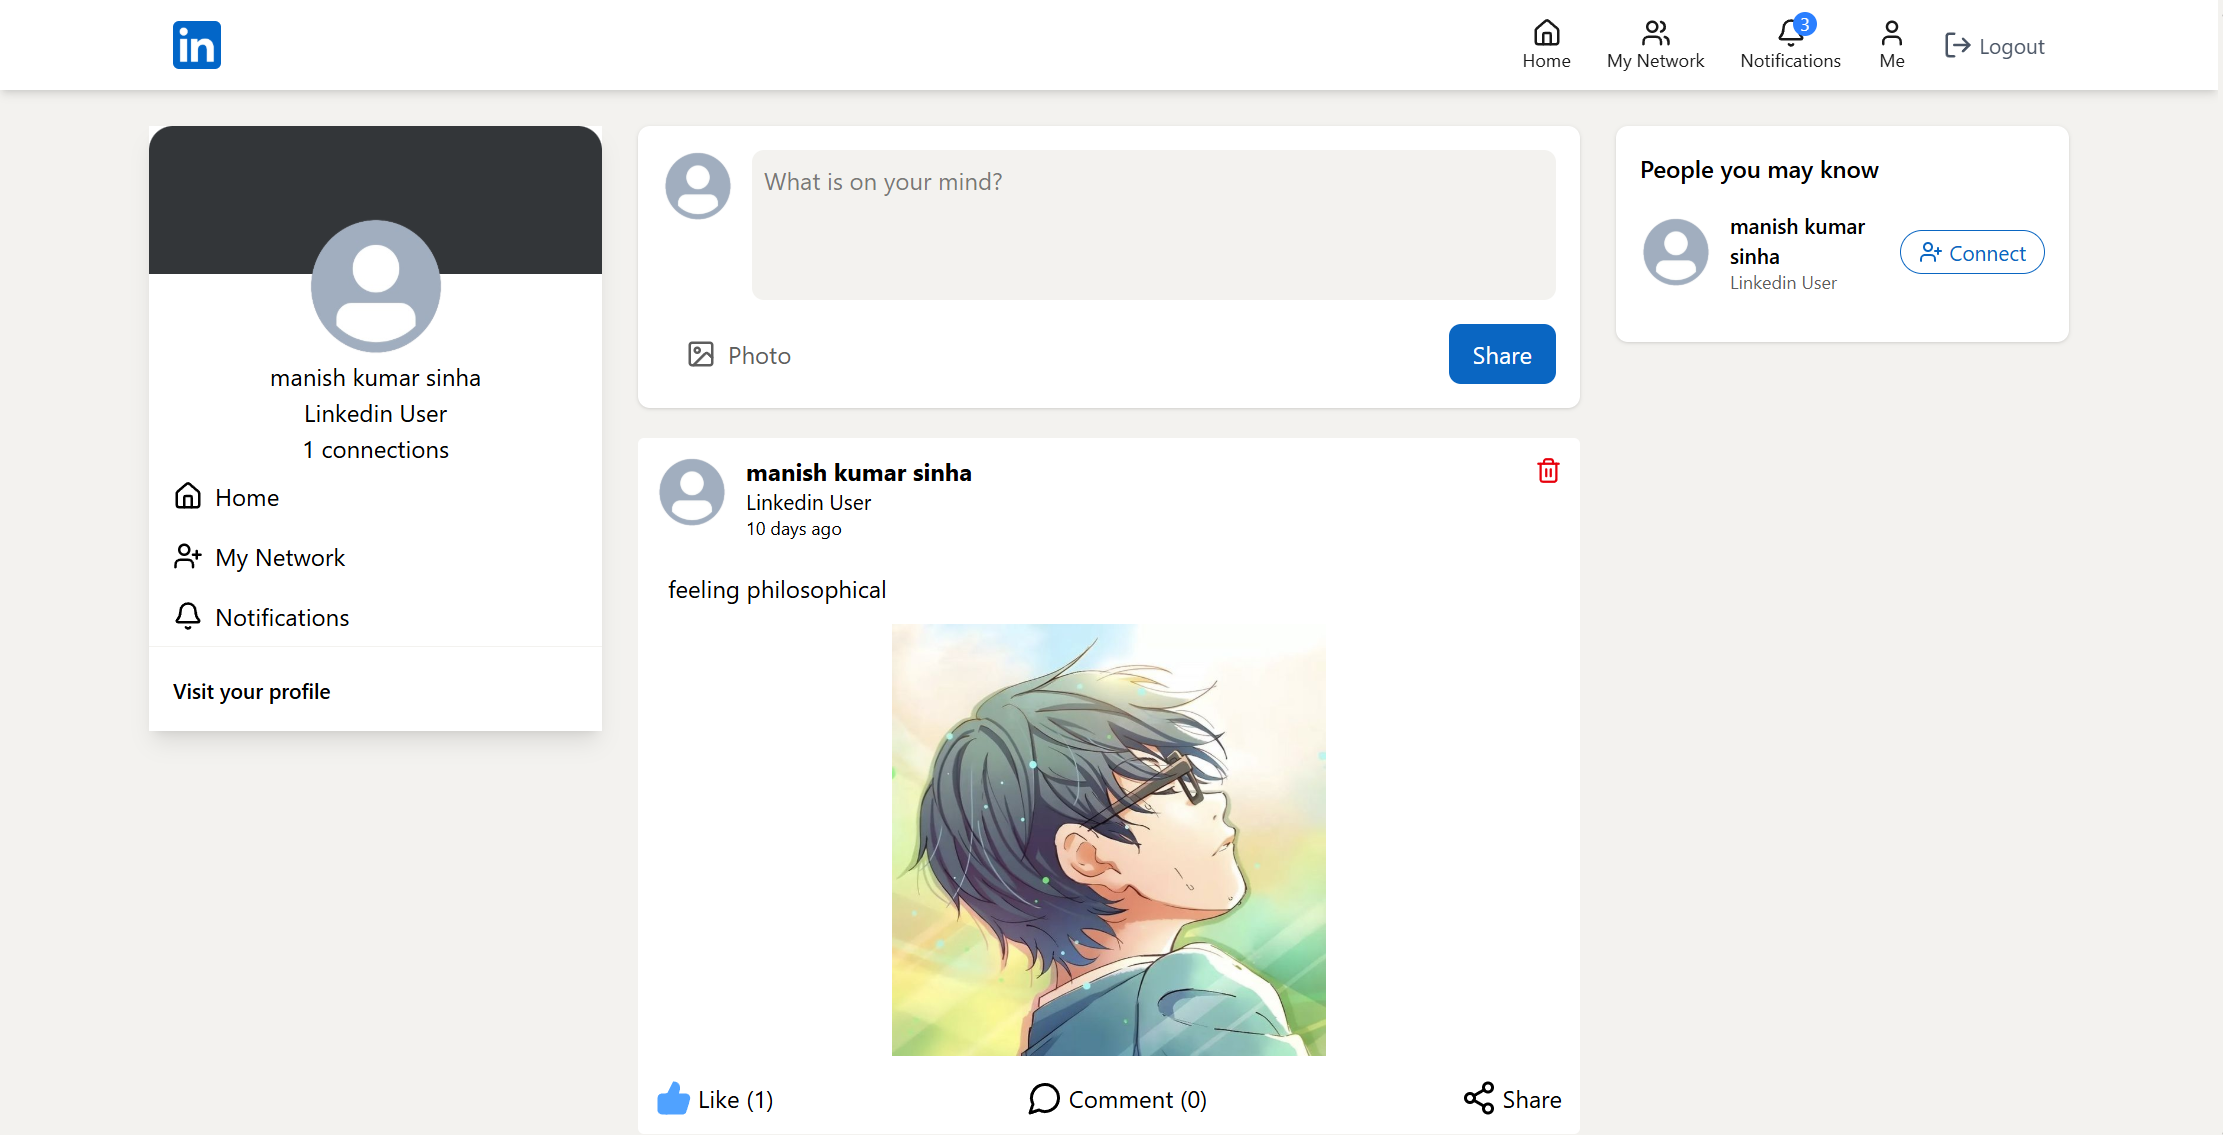 in
Home
My Network
3
Notifications
Me
Logout
manish kumar sinha
Linkedin User
1 connections
Home
My Network
Notifications
Visit your profile
What is on your mind?
Photo
Share
manish kumar sinha
Linkedin User
10 days ago
feeling philosophical
Like (1)
Comment (0)
Share
People you may know
manish kumar
sinha
Linkedin User
Connect